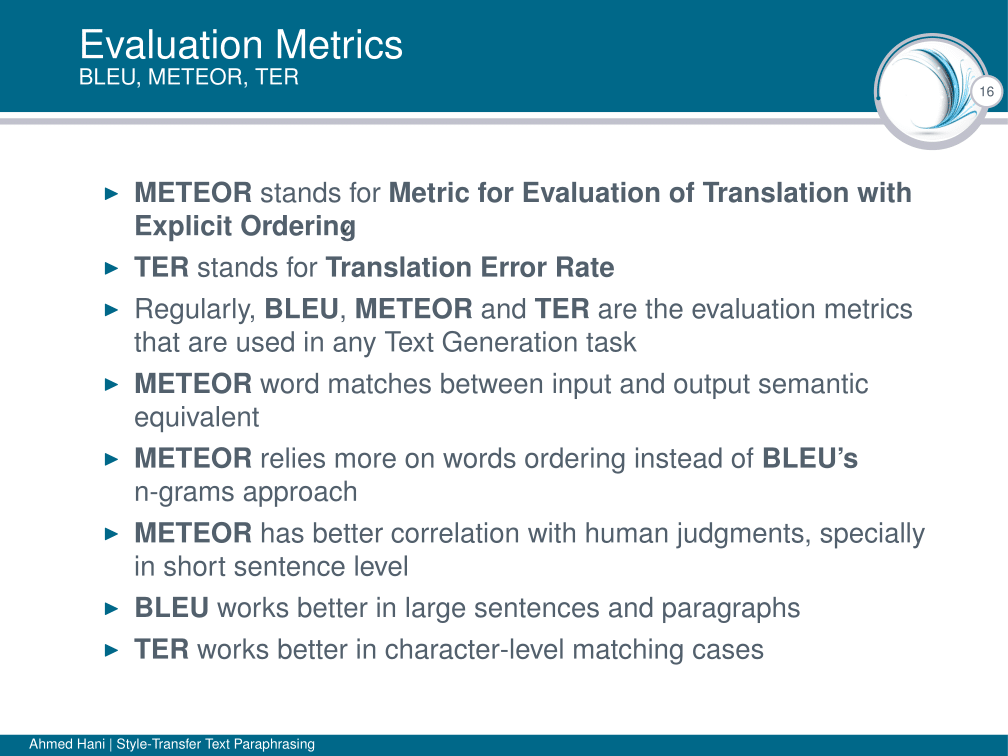 Evaluation Metrics
BLEU, METEOR, TER
16
METEOR stands for Metric for Evaluation of Translation with
Explicit Ordering
TER stands for Translation Error Rate
Regularly, BLEU, METEOR and TER are the evaluation metrics
that are used in any Text Generation task
METEOR word matches between input and output semantic
equivalent
METEOR relies more on words ordering instead of BLEU's
n-grams approach
METEOR has better correlation with human judgments, specially
in short sentence level
BLEU works better in large sentences and paragraphs
TER works better in character-level matching cases
Ahmed Hani | Style-Transfer Text Paraphrasing